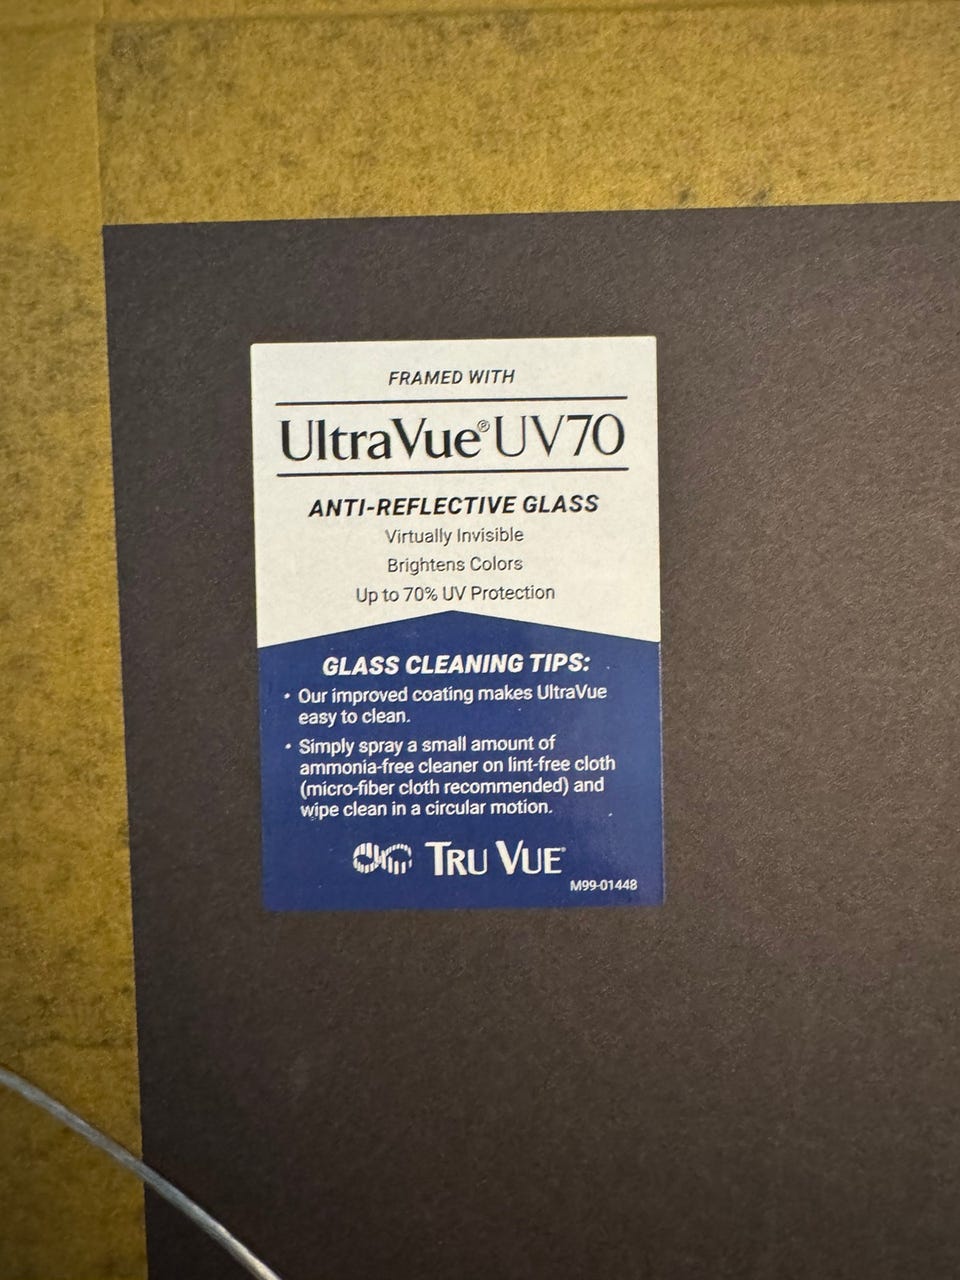 FRAMED WITH
UltraVue® UV70
ANTI-REFLECTIVE GLASS
Virtually Invisible
Brightens Colors
Up to 70% UV Protection
GLASS CLEANING TIPS:
• Our improved coating makes UltraVue
easy to clean.
• Simply spray a small amount of
ammonia-free cleaner on lint-free cloth
(micro-fiber cloth recommended) and
wipe clean in a circular motion.
TRU VUE®
M99-01448